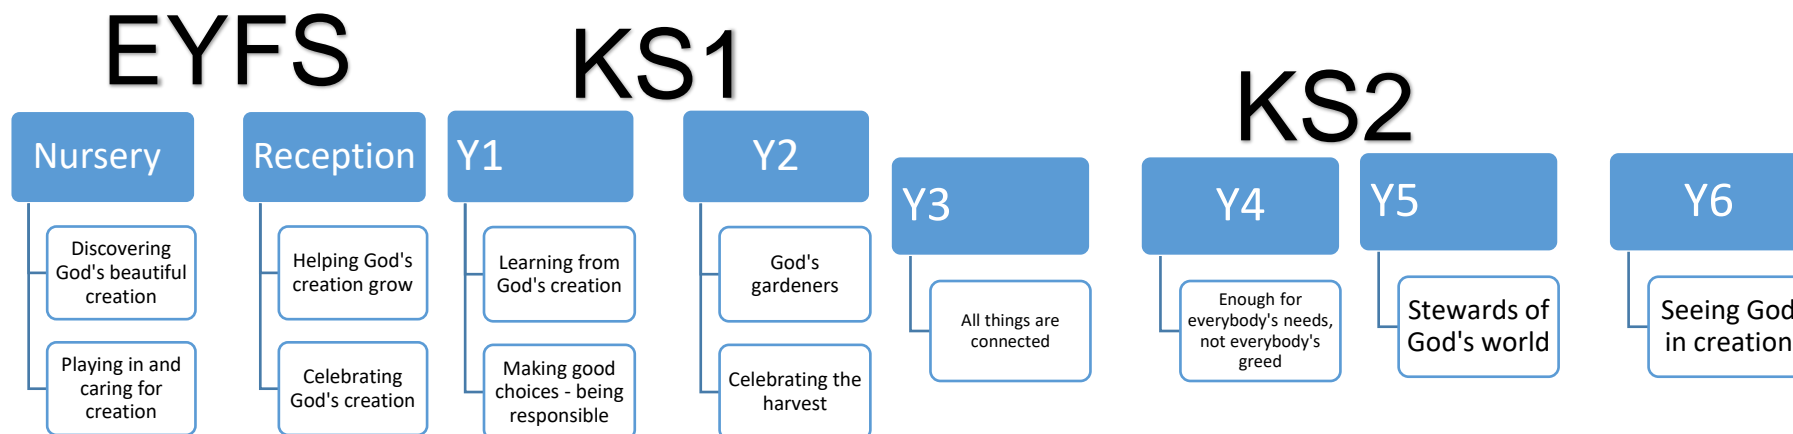 EYFS
KS1
KS2
Nursery
Discovering
God's beautiful
creation
Playing in and
caring for
creation
Reception
Helping God's
creation grow
Celebrating
God's creation
Y1
Learning from
God's creation
Making good
choices - being
responsible
Y2
God's
gardeners
Celebrating the
harvest
Y3
All things are
connected
Y4
Enough for
everybody's needs,
not everybody's
greed
Y5
Stewards of
God's world
Y6
Seeing God
in creation